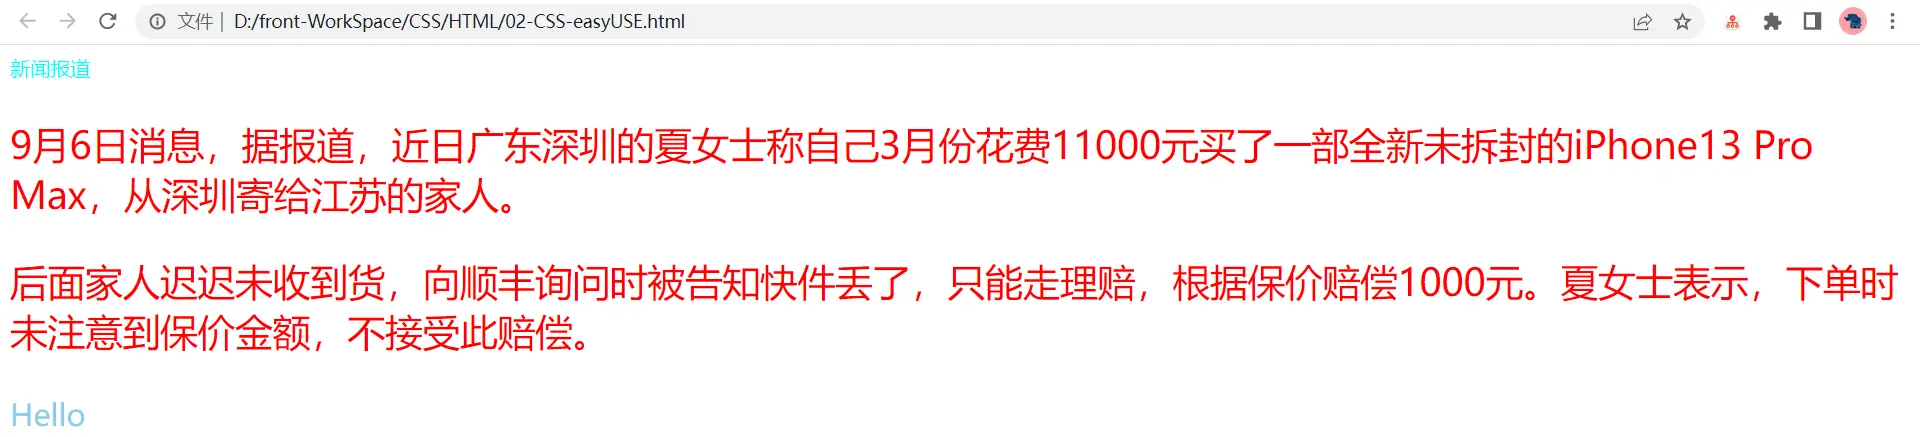 文件 | D:/front-WorkSpace/CSS/HTML/02-CSS-easyUSE.html
新闻报道
9月6日消息，据报道，近日广东深圳的夏女士称自己3月份花费11000元买了一部全新未拆封的iPhone13 Pro
Max，从深圳寄给江苏的家人。
后面家人迟迟未收到货，向顺丰询问时被告知快件丢了，只能走理赔，根据保价赔偿1000元。夏女士表示，下单时
未注意到保价金额，不接受此赔偿。
Hello